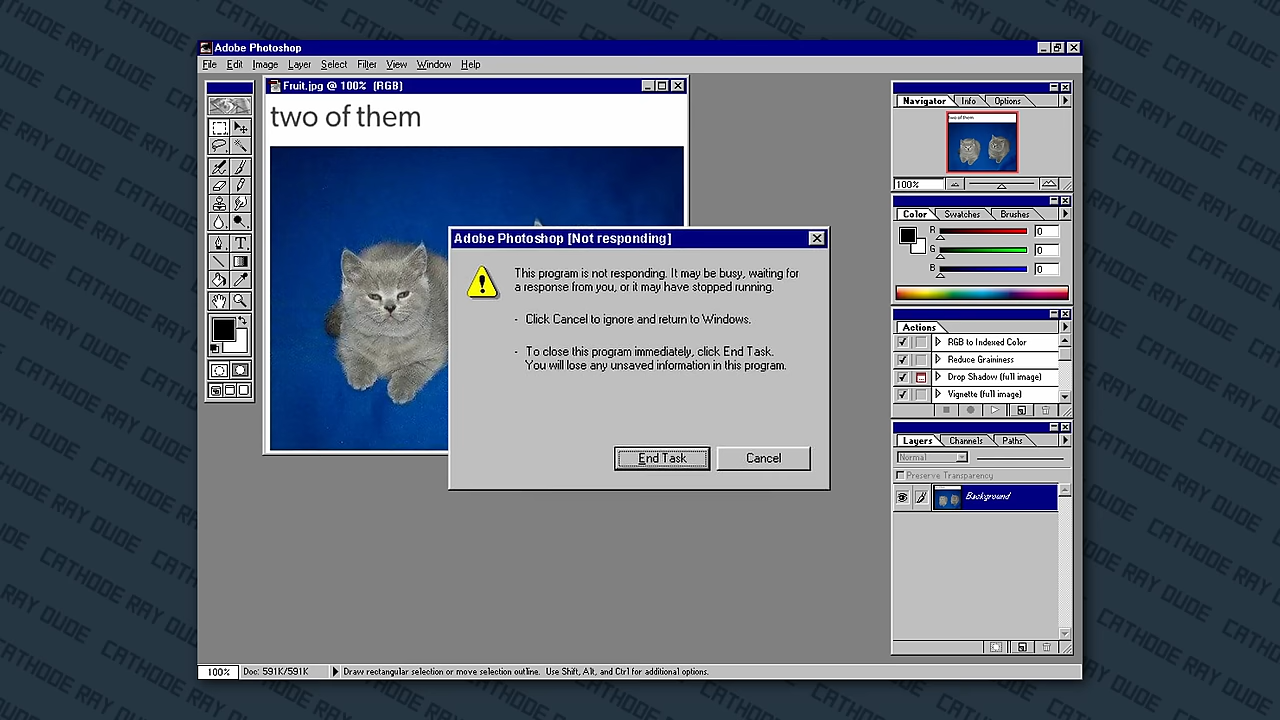 CATHODE RAY DUDE
Adobe Photoshop
File Edit Image Layer Select Filter View Window Help
Fruit.jpg @ 100% (RGB)
two of them
Navigator Info Options
two of them
100%
Color Swatches Brushes
R 0
G 0
B 0
Adobe Photoshop [Not responding]
This program is not responding. It may be busy, waiting for
a response from you, or it may have stopped running.
- Click Cancel to ignore and return to Windows.
- To close this program immediately, click End Task.
You will lose any unsaved information in this program.
End Task Cancel
Actions
RGB to Indexed Color
Reduce Graininess
Drop Shadow (full image)
Vignette (full image)
Layers Channels Paths
Normal
Preserve Transparency
Background
100% Doc: 591K/591K Draw rectangular selection or move selection outline. Use Shift, Alt, and Ctrl for additional options.